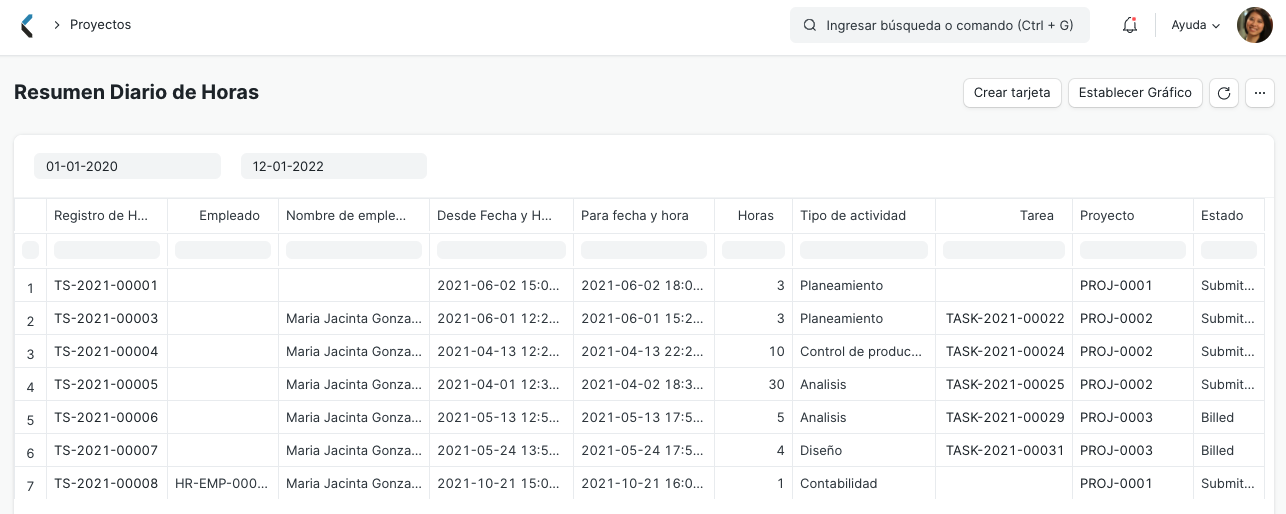 Proyectos
Ingresar búsqueda o comando (Ctrl + G)
Ayuda
Resumen Diario de Horas
Crear tarjeta
Establecer Gráfico
01-01-2020
12-01-2022
Registro de H... Empleado Nombre de emple... Desde Fecha y H... Para fecha y hora Horas Tipo de actividad Tarea Proyecto Estado
1 TS-2021-00001 2021-06-02 15:0... 2021-06-02 18:0... 3 Planeamiento PROJ-0001 Submit...
2 TS-2021-00003 Maria Jacinta Gonza... 2021-06-01 12:2... 2021-06-01 15:2... 3 Planeamiento TASK-2021-00022 PROJ-0002 Submit...
3 TS-2021-00004 Maria Jacinta Gonza... 2021-04-13 12:2... 2021-04-13 22:2... 10 Control de produc... TASK-2021-00024 PROJ-0002 Submit...
4 TS-2021-00005 Maria Jacinta Gonza... 2021-04-01 12:3... 2021-04-02 18:3... 30 Analisis TASK-2021-00025 PROJ-0002 Submit...
5 TS-2021-00006 Maria Jacinta Gonza... 2021-05-13 12:5... 2021-05-13 17:5... 5 Analisis TASK-2021-00029 PROJ-0003 Billed
6 TS-2021-00007 Maria Jacinta Gonza... 2021-05-24 13:5... 2021-05-24 17:5... 4 Diseño TASK-2021-00031 PROJ-0003 Billed
7 TS-2021-00008 HR-EMP-000... Maria Jacinta Gonza... 2021-10-21 15:0... 2021-10-21 16:0... 1 Contabilidad PROJ-0001 Submit...